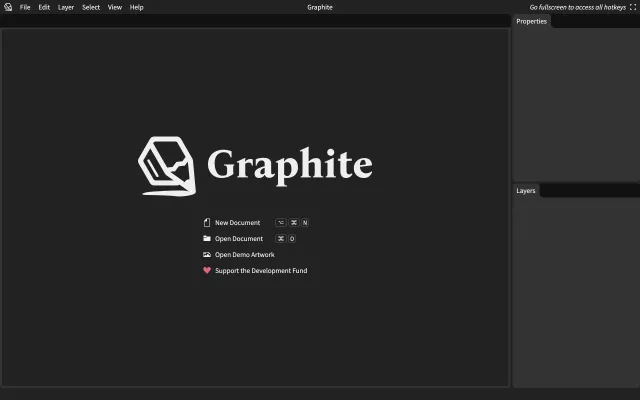 File Edit Layer Select View Help Graphite Go fullscreen to access all hotkeys
Properties
Graphite
Layers
New Document ⌥ ⌘ N
Open Document ⌘ O
Open Demo Artwork
Support the Development Fund